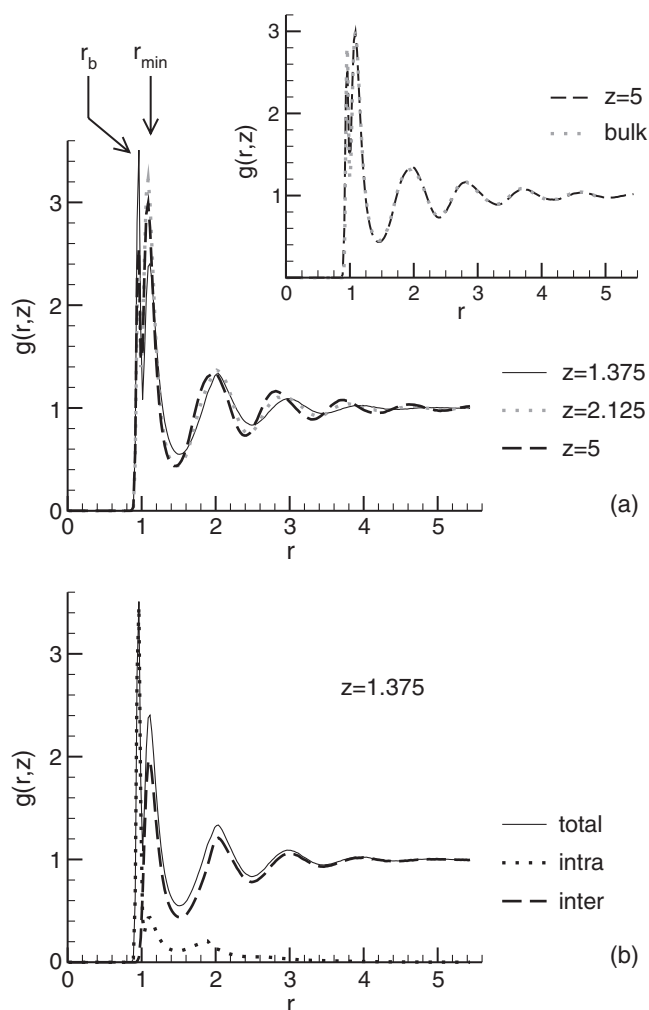 r_b r_min
g(r,z)
3
2
1
0
0 1 2 3 4 5
r
g(r,z)
3
2
1
0 1 2 3 4 5
r
z=5
bulk
z=1.375
z=2.125
z=5
(a)
g(r,z)
3
2
1
0
0 1 2 3 4 5
r
z=1.375
total
intra
inter
(b)